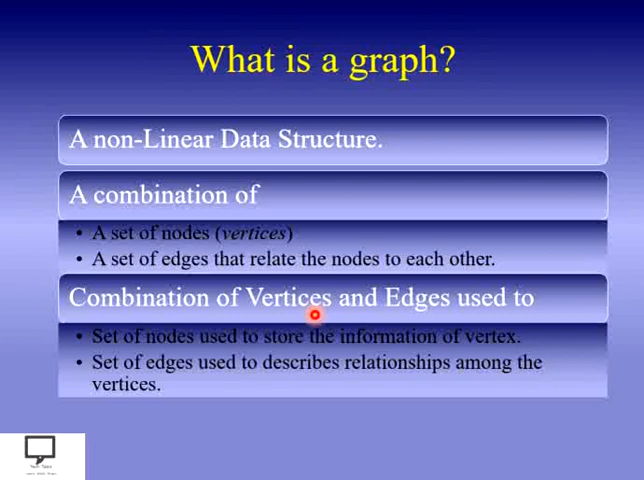 What is a graph?
A non-Linear Data Structure.
A combination of
• A set of nodes (vertices)
• A set of edges that relate the nodes to each other.
Combination of Vertices and Edges used to
• Set of nodes used to store the information of vertex.
• Set of edges used to describes relationships among the
vertices.